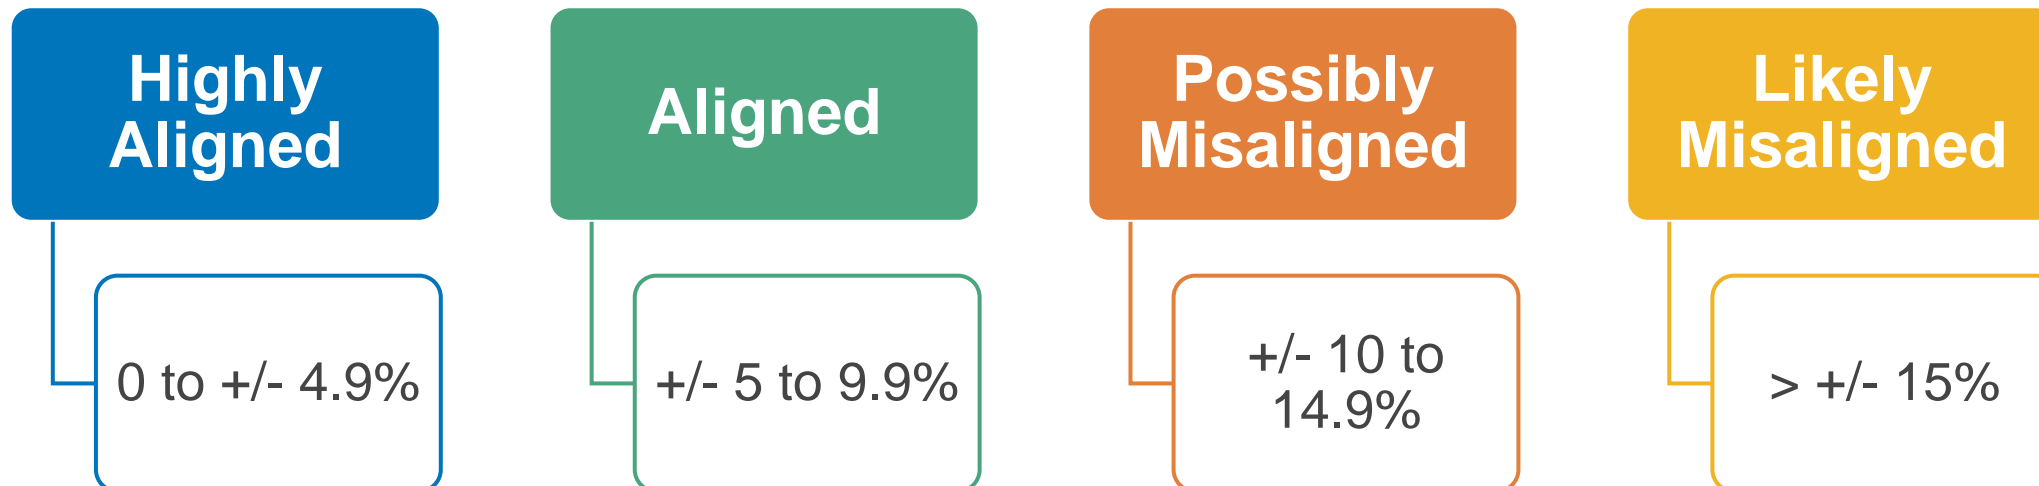 Highly
Aligned
0 to +/- 4.9%
Aligned
+/- 5 to 9.9%
Possibly
Misaligned
+/- 10 to
14.9%
Likely
Misaligned
> +/- 15%